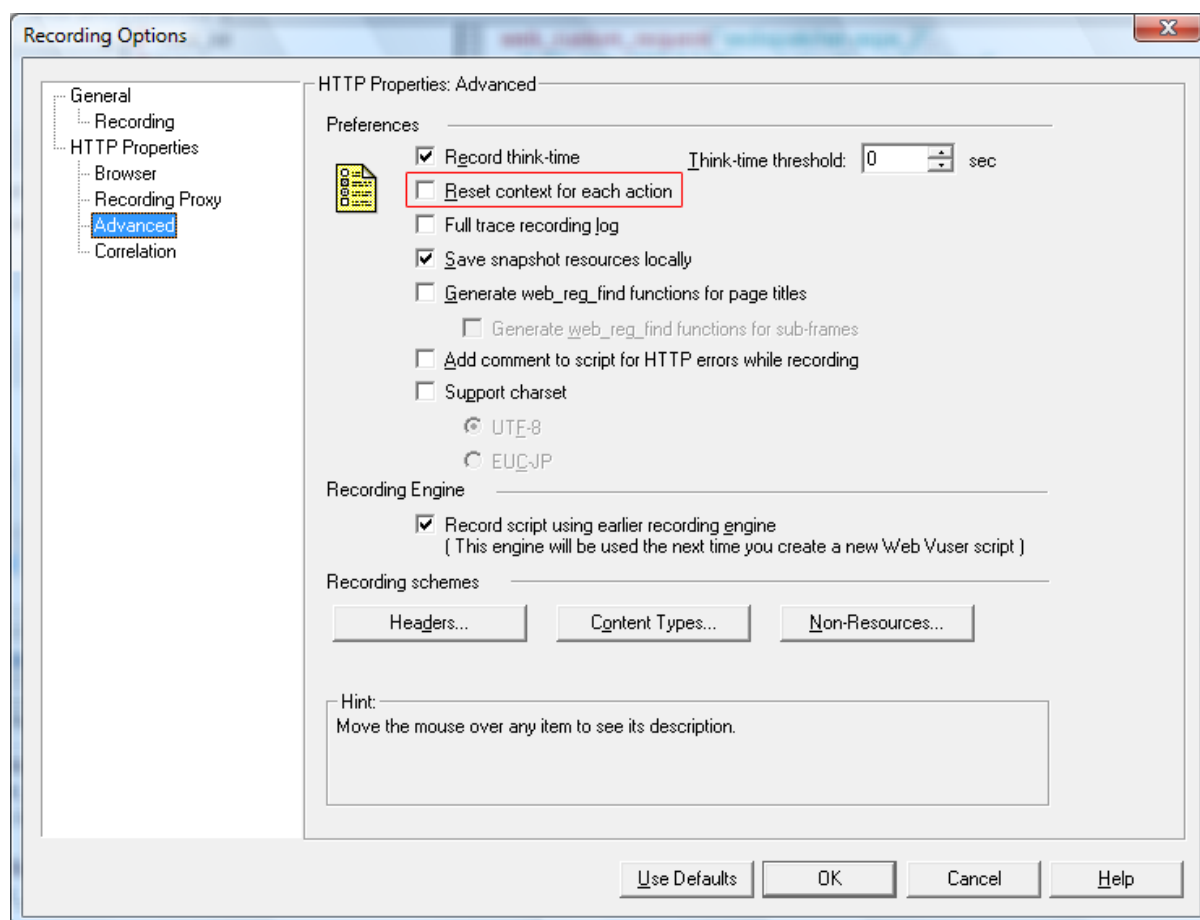 Recording Options
General
Recording
HTTP Properties
Browser
Recording Proxy
Advanced
Correlation
HTTP Properties: Advanced
Preferences
Record think-time
Think-time threshold: 0 sec
Reset context for each action
Full trace recording log
Save snapshot resources locally
Generate web_reg_find functions for page titles
Generate web_reg_find functions for sub-frames
Add comment to script for HTTP errors while recording
Support charset
UTF-8
EUC-JP
Recording Engine
Record script using earlier recording engine
( This engine will be used the next time you create a new Web Vuser script )
Recording schemes
Headers...
Content Types...
Non-Resources...
Hint:
Move the mouse over any item to see its description.
Use Defaults
OK
Cancel
Help